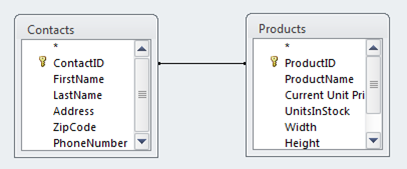 Contacts
*
ContactID
FirstName
LastName
Address
ZipCode
PhoneNumber
Products
*
ProductID
ProductName
Current Unit Pri
UnitsInStock
Width
Height